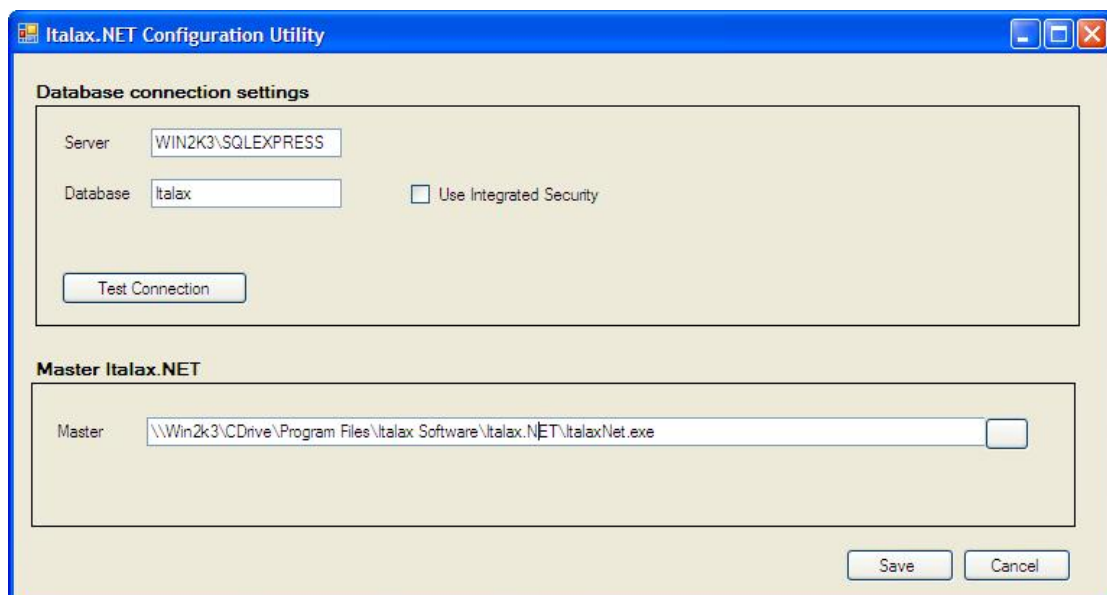 Italax.NET Configuration Utility
Database connection settings
Server WIN2K3\SQLEXPRESS
Database Italax Use Integrated Security
Test Connection
Master Italax.NET
Master \\Win2k3\CDrive\Program Files\Italax Software\Italax.NET\ItalaxNet.exe
Save Cancel